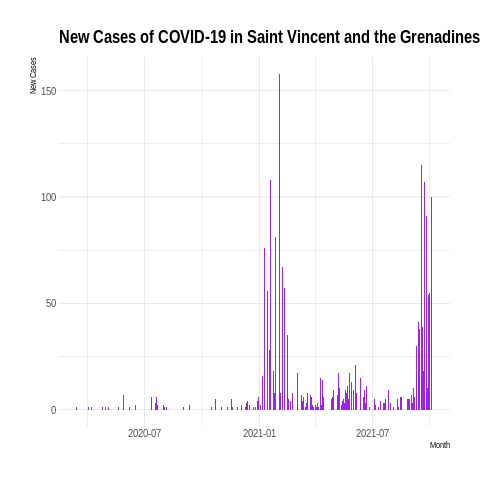 New Cases of COVID-19 in Saint Vincent and the Grenadines
New Cases
150
100
50
0
2020-07
2021-01
2021-07
Month